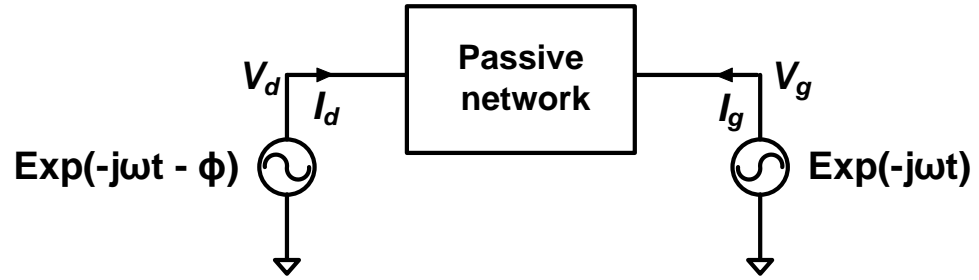 Passive
network
V_d
I_d
V_g
I_g
Exp(-jωt - ϕ)
Exp(-jωt)